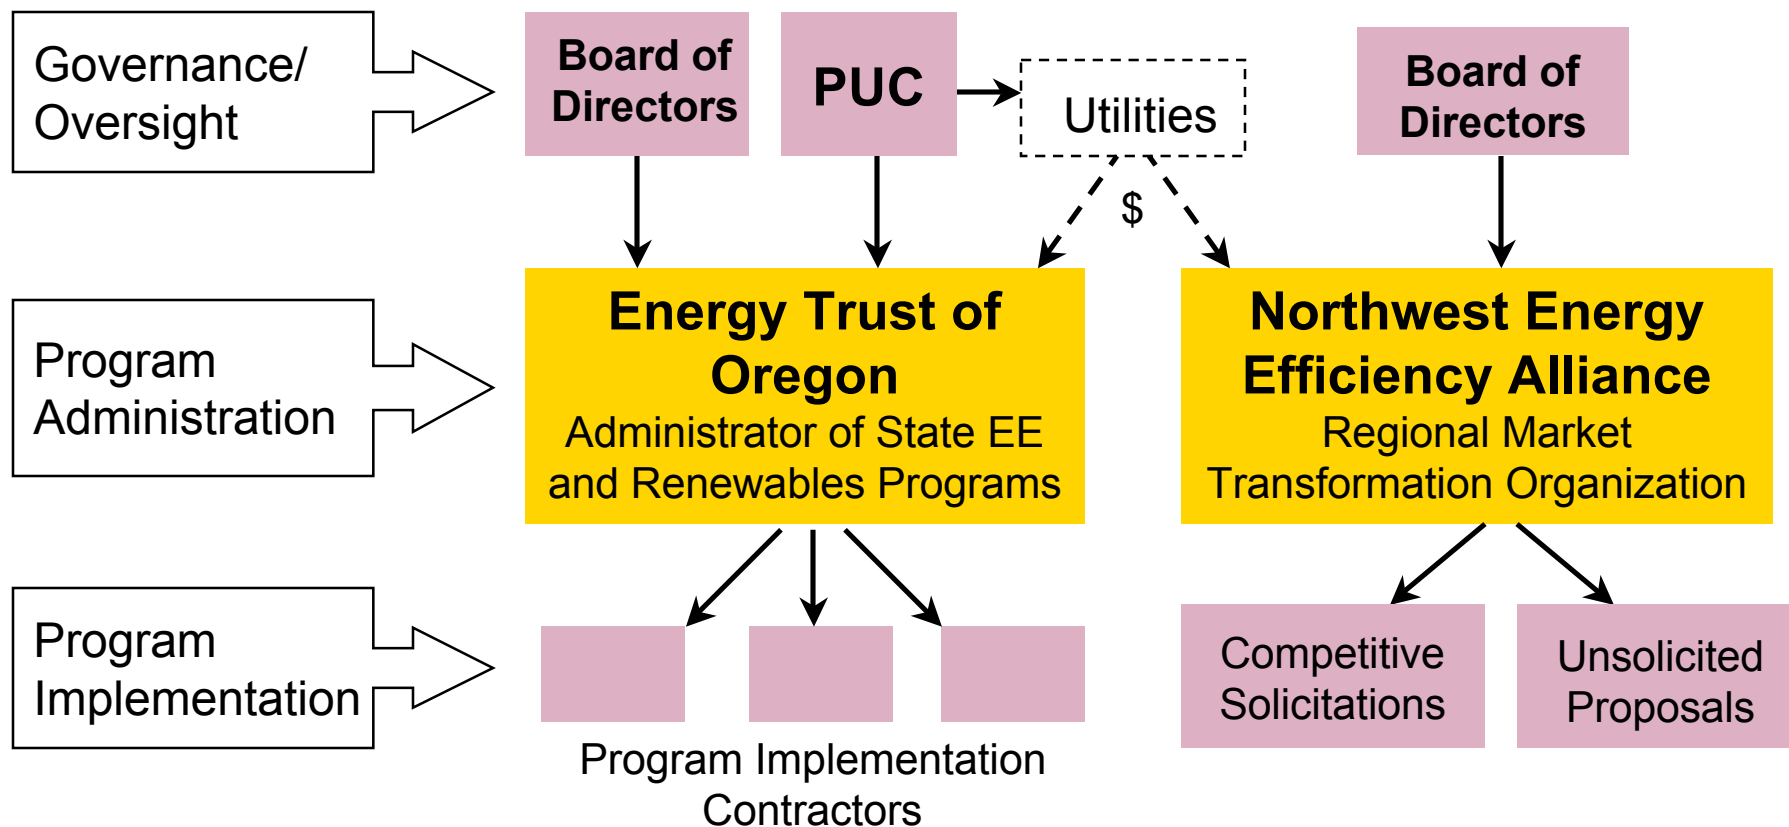 Governance/
Oversight
Board of
Directors
PUC
Utilities
Board of
Directors
$
Program
Administration
Energy Trust of
Oregon
Administrator of State EE
and Renewables Programs
Northwest Energy
Efficiency Alliance
Regional Market
Transformation Organization
Program
Implementation
Program Implementation
Contractors
Competitive
Solicitations
Unsolicited
Proposals